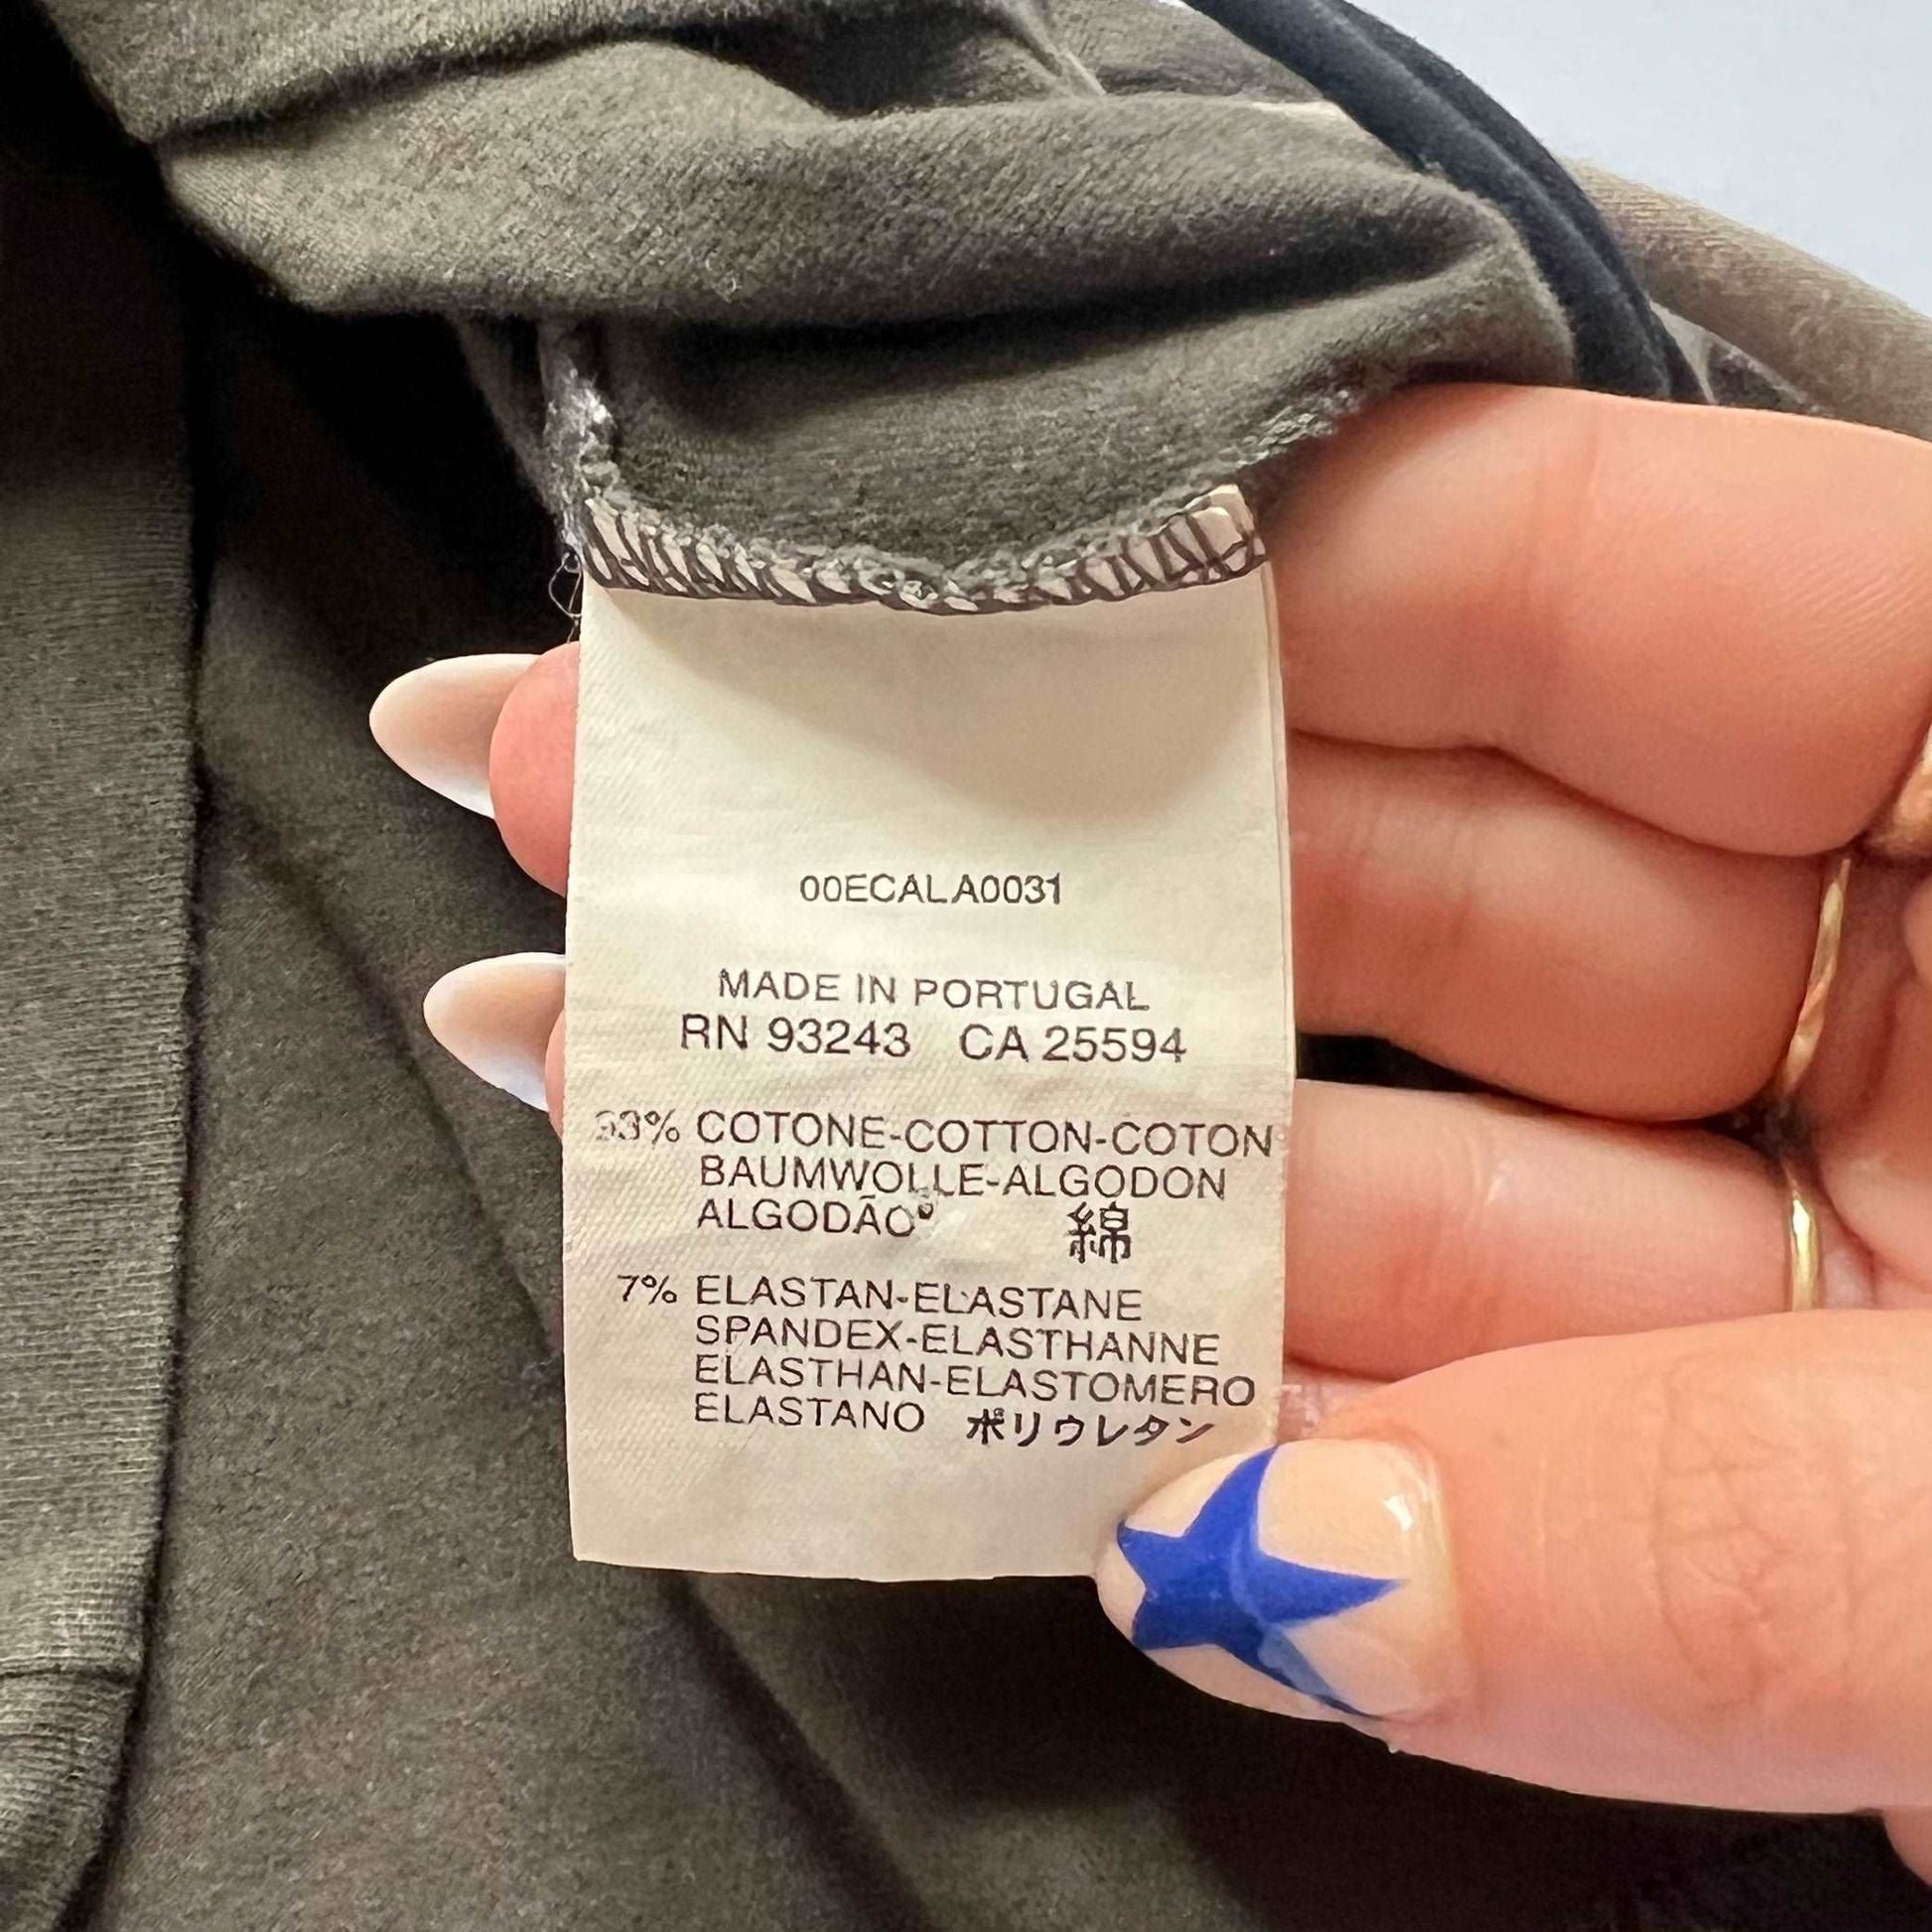 00ECALA0031
MADE IN PORTUGAL
RN 93243 CA 25594
93% COTONE-COTTON-COTON
BAUMWOLLE-ALGODON
ALGODÃO 綿
7% ELASTAN-ELASTANE
SPANDEX-ELASTHANNE
ELASTHAN-ELASTOMERO
ELASTANO ポリウレタン